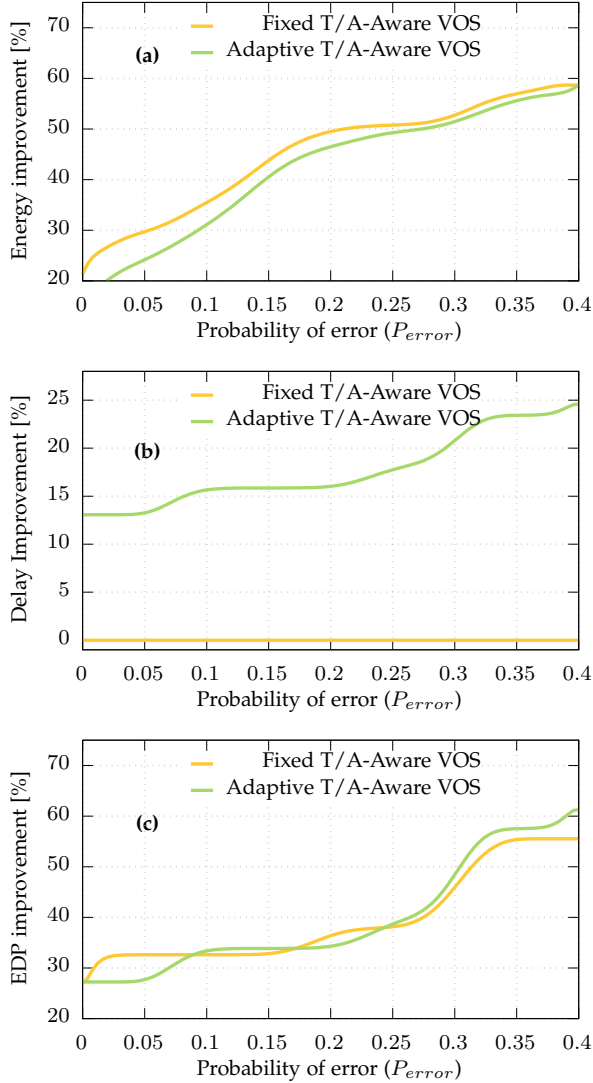 Fixed T/A-Aware VOS
Adaptive T/A-Aware VOS
(a)
Energy improvement [%]
70
60
50
40
30
20
0 0.05 0.1 0.15 0.2 0.25 0.3 0.35 0.4
Probability of error (P_error)
Fixed T/A-Aware VOS
Adaptive T/A-Aware VOS
(b)
Delay Improvement [%]
25
20
15
10
5
0
0 0.05 0.1 0.15 0.2 0.25 0.3 0.35 0.4
Probability of error (P_error)
Fixed T/A-Aware VOS
Adaptive T/A-Aware VOS
(c)
EDP improvement [%]
70
60
50
40
30
20
0 0.05 0.1 0.15 0.2 0.25 0.3 0.35 0.4
Probability of error (P_error)